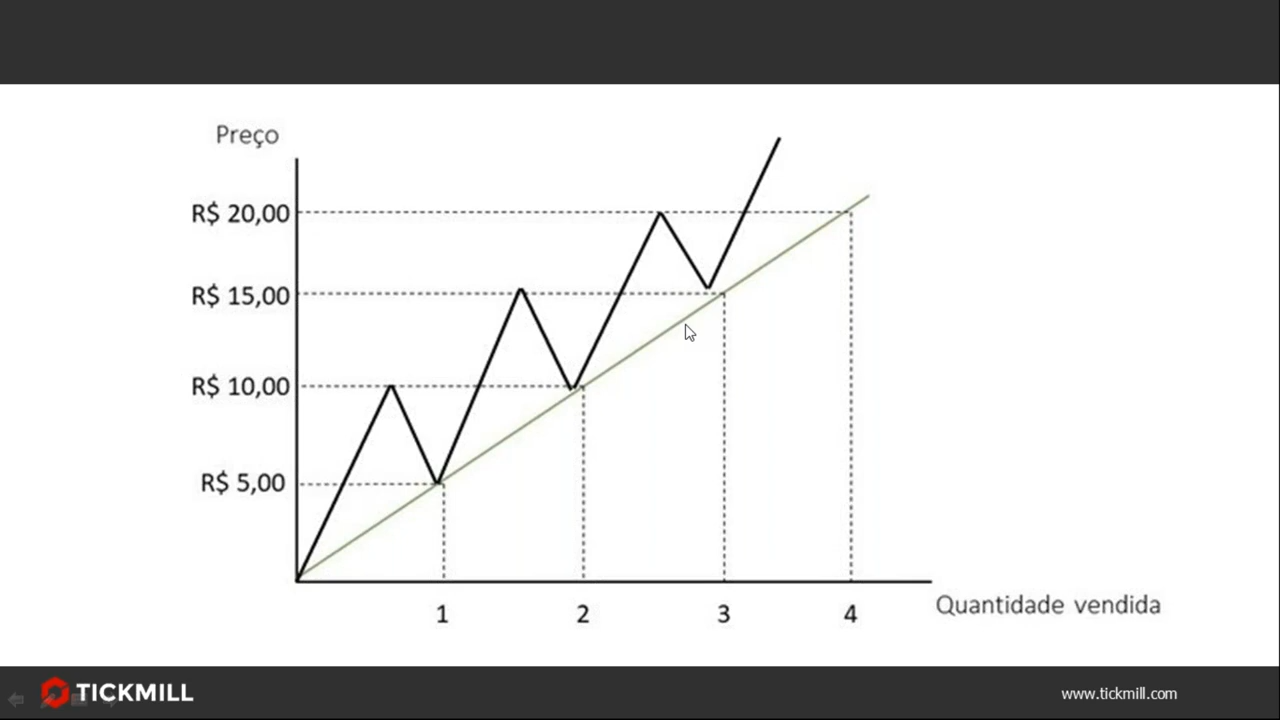 Preço
R$ 20,00
R$ 15,00
R$ 10,00
R$ 5,00
1 2 3 4
Quantidade vendida
TICKMILL
www.tickmill.com